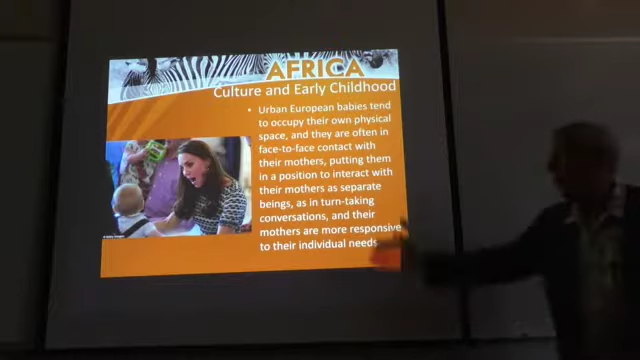 AFRICA
Culture and Early Childhood
• Urban European babies tend
to occupy their own physical
space, and they are often in
face-to-face contact with
their mothers, putting them
in a position to interact with
their mothers as separate
beings, as in turn-taking
conversations, and their
mothers are more responsive
to their individual needs.